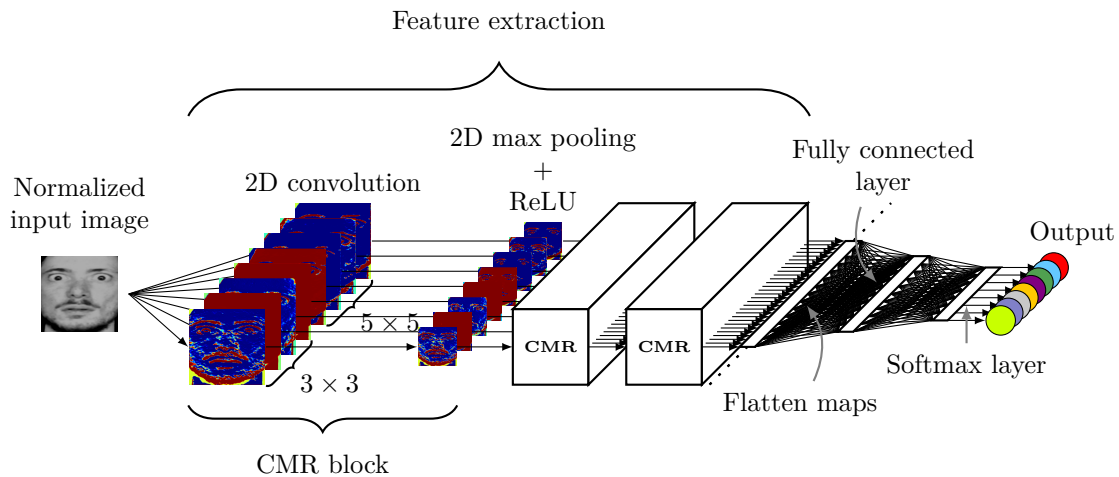 Feature extraction
2D max pooling
+
ReLU
Fully connected
layer
Normalized
input image
2D convolution
Output
5 × 5
CMR
CMR
3 × 3
Softmax layer
Flatten maps
CMR block